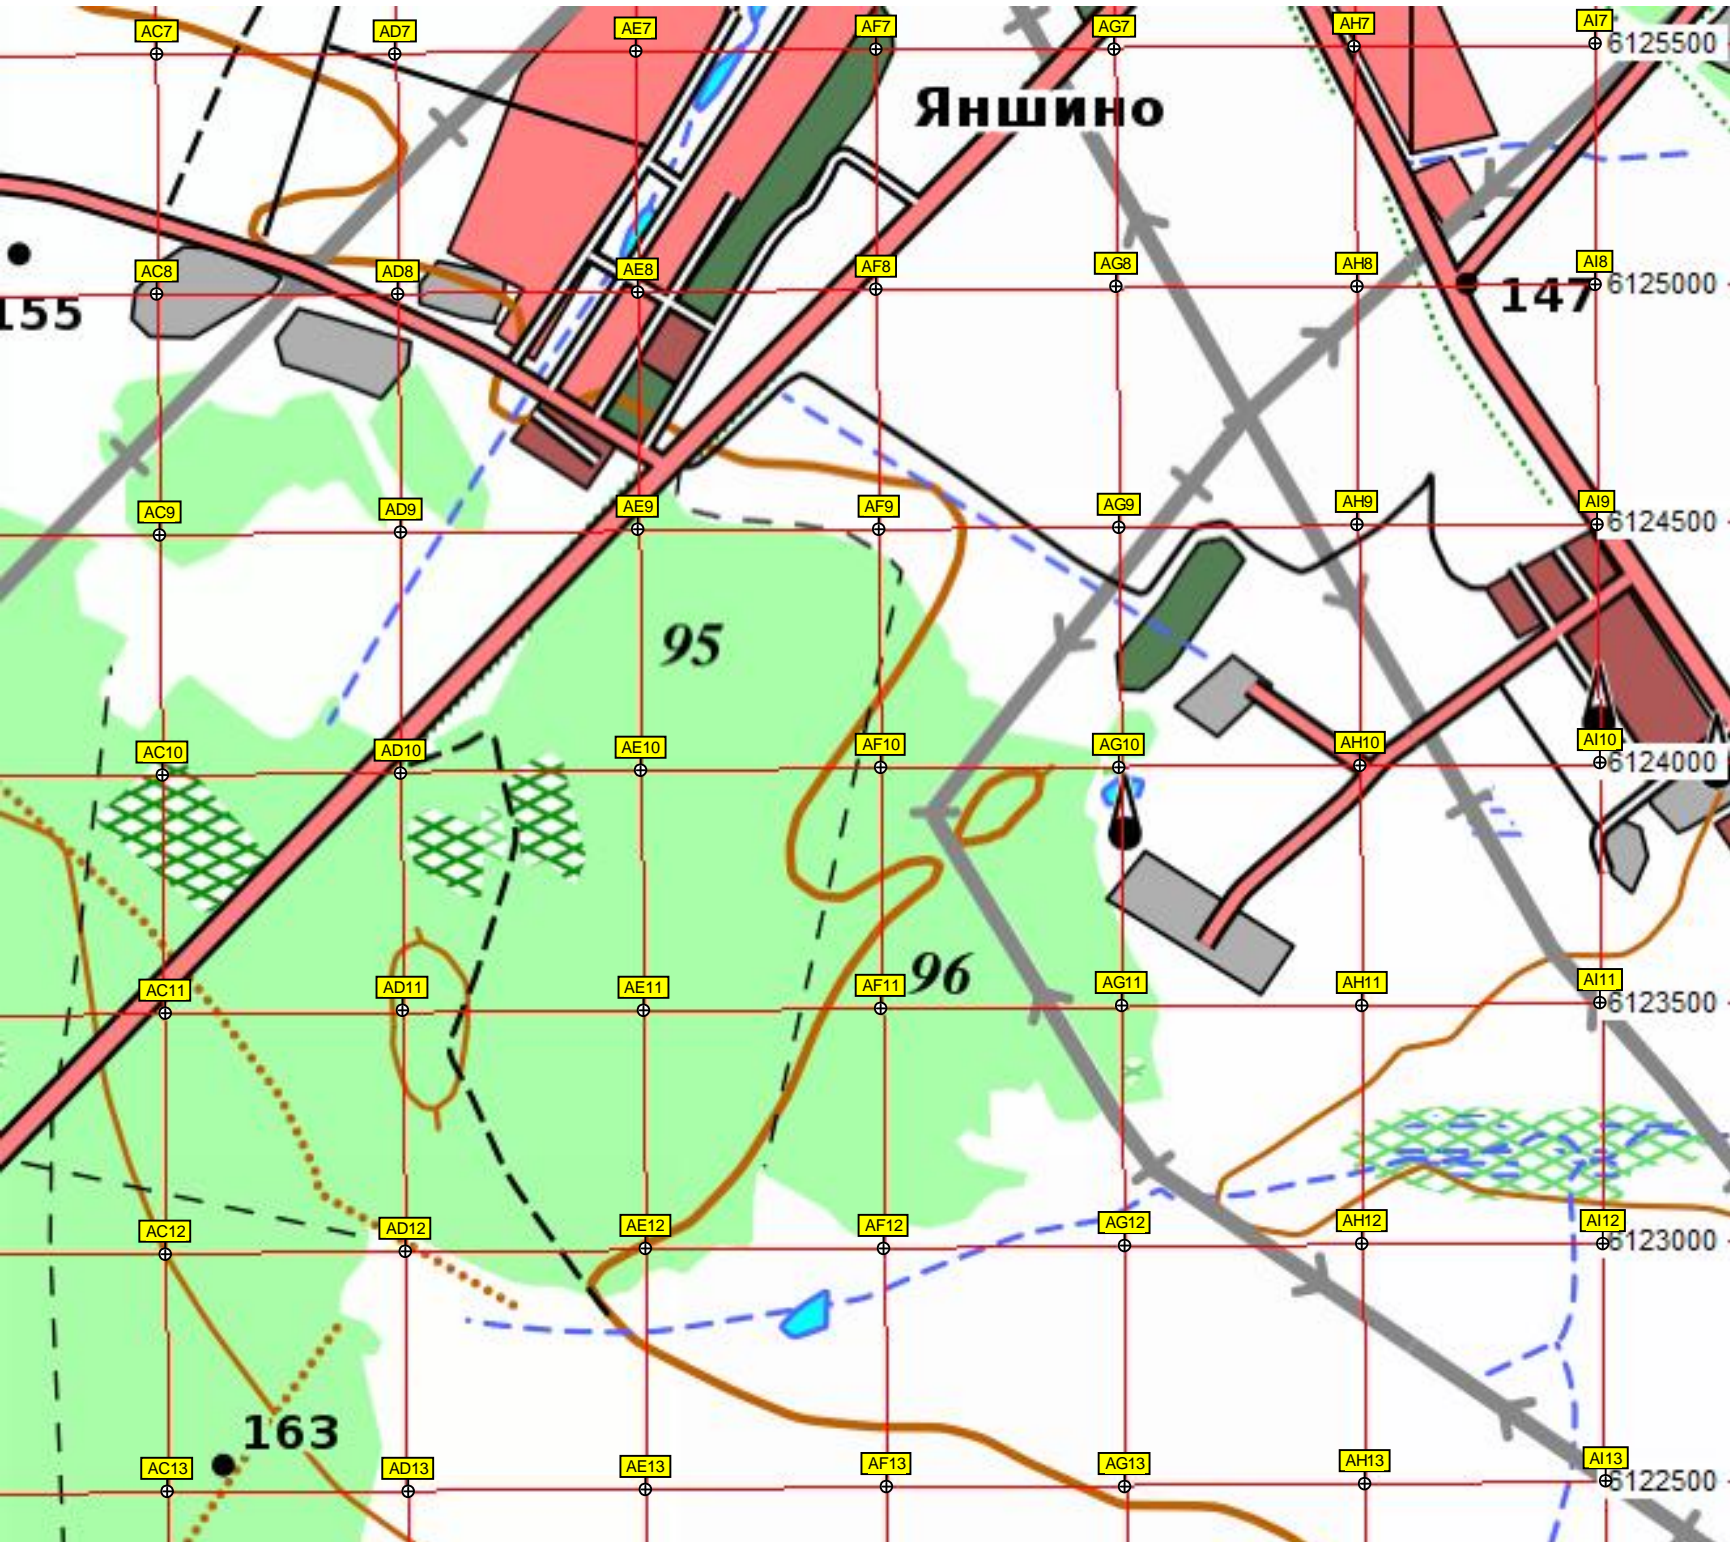 AC7 AD7 AE7 AF7 AG7 AH7 AI7
6125500
Яншино
AC8 AD8 AE8 AF8 AG8 AH8 AI8
6125000
155
147
AC9 AD9 AE9 AF9 AG9 AH9 AI9
6124500
95
AC10 AD10 AE10 AF10 AG10 AH10 AI10
6124000
96
AC11 AD11 AE11 AF11 AG11 AH11 AI11
6123500
AC12 AD12 AE12 AF12 AG12 AH12 AI12
6123000
163
AC13 AD13 AE13 AF13 AG13 AH13 AI13
6122500